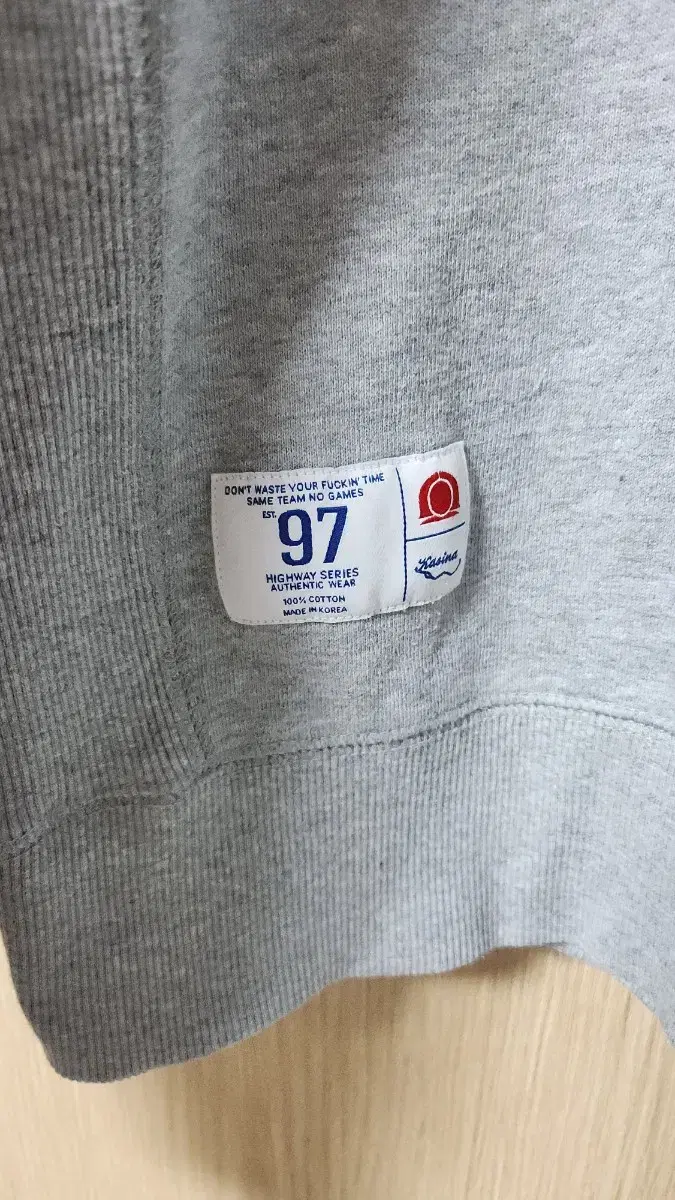 DON'T WASTE YOUR FUCKIN' TIME
SAME TEAM NO GAMES
EST. 97
HIGHWAY SERIES
AUTHENTIC WEAR
100% COTTON
MADE IN KOREA
Kasina